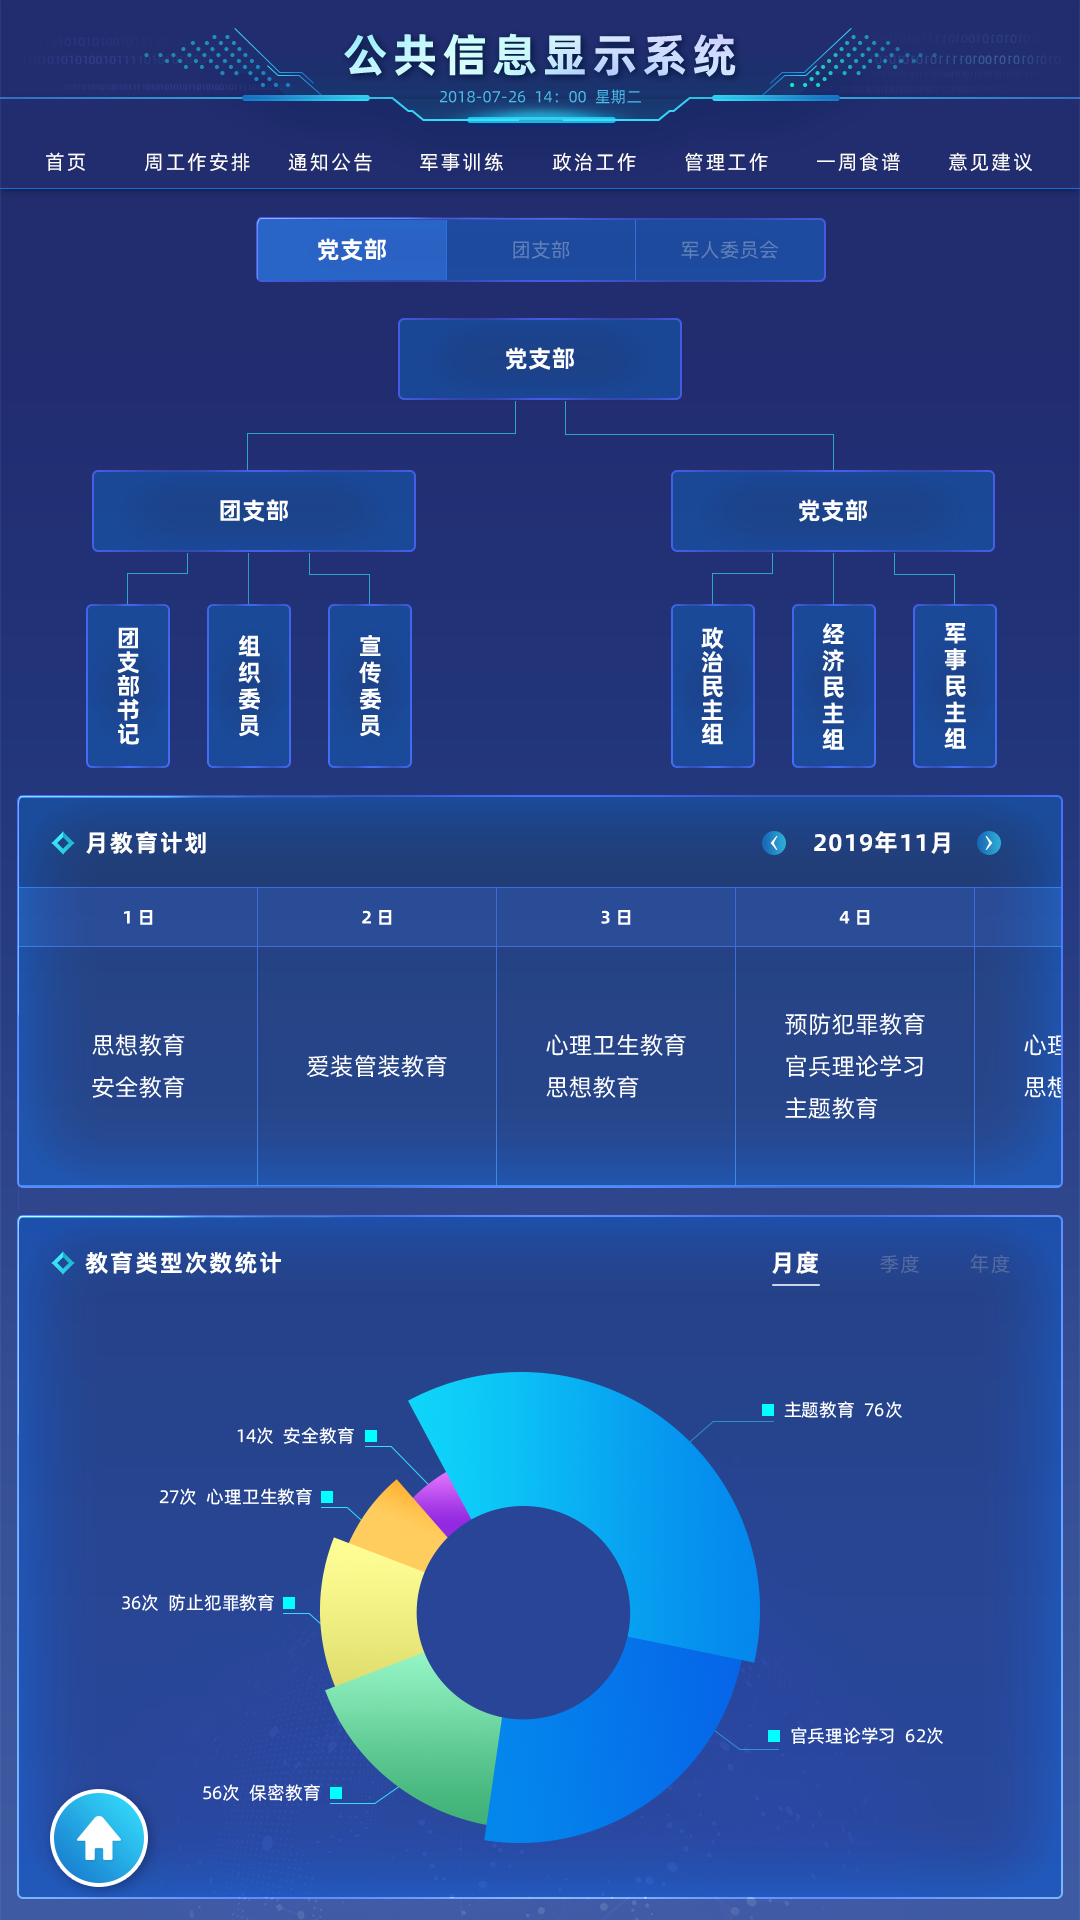 公共信息显示系统
2018-07-26 14：00 星期二
首页 周工作安排 通知公告 军事训练 政治工作 管理工作 一周食谱 意见建议
党支部 团支部 军人委员会
党支部
团支部 党支部
团支部书记 组织委员 宣传委员 政治民主组 经济民主组 军事民主组
月教育计划 2019年11月
1 日 2 日 3 日 4 日
思想教育
安全教育
爱装管装教育
心理卫生教育
思想教育
预防犯罪教育
官兵理论学习
主题教育
心理
思想
教育类型次数统计 月度 季度 年度
主题教育 76次
14次 安全教育
27次 心理卫生教育
36次 防止犯罪教育
官兵理论学习 62次
56次 保密教育